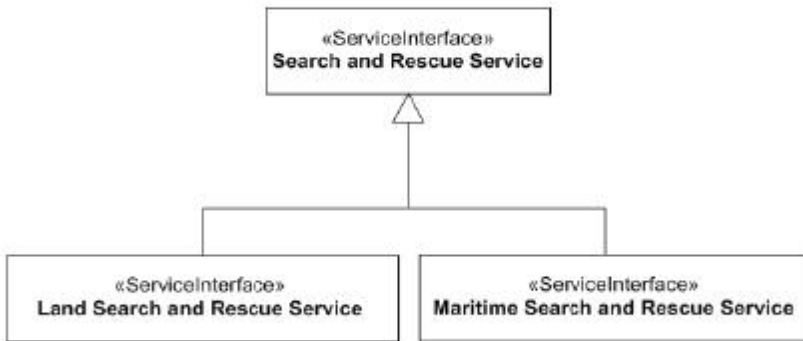 «ServiceInterface»
Search and Rescue Service
«ServiceInterface»
Land Search and Rescue Service
«ServiceInterface»
Maritime Search and Rescue Service